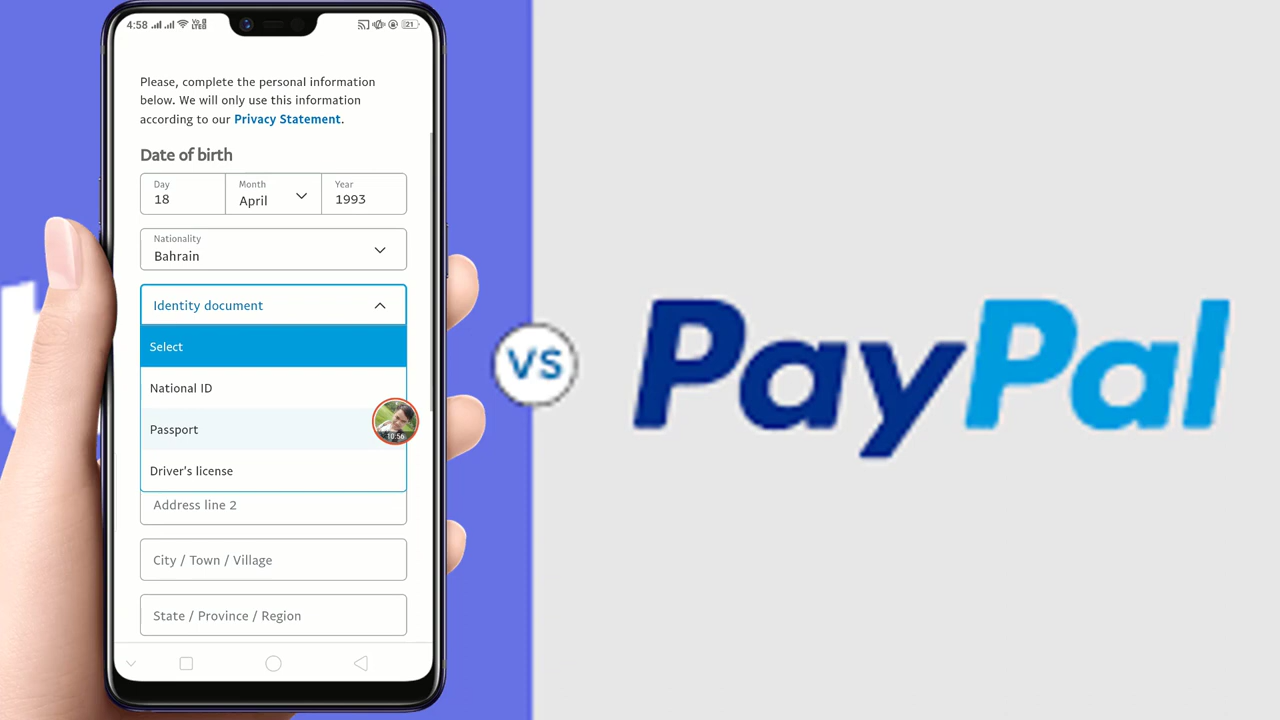 4:58
21
Please, complete the personal information
below. We will only use this information
according to our Privacy Statement.
Date of birth
Day
18
Month
April
Year
1993
Nationality
Bahrain
Identity document
Select
National ID
Passport
10:56
Driver's license
Address line 2
City / Town / Village
State / Province / Region
VS
PayPal